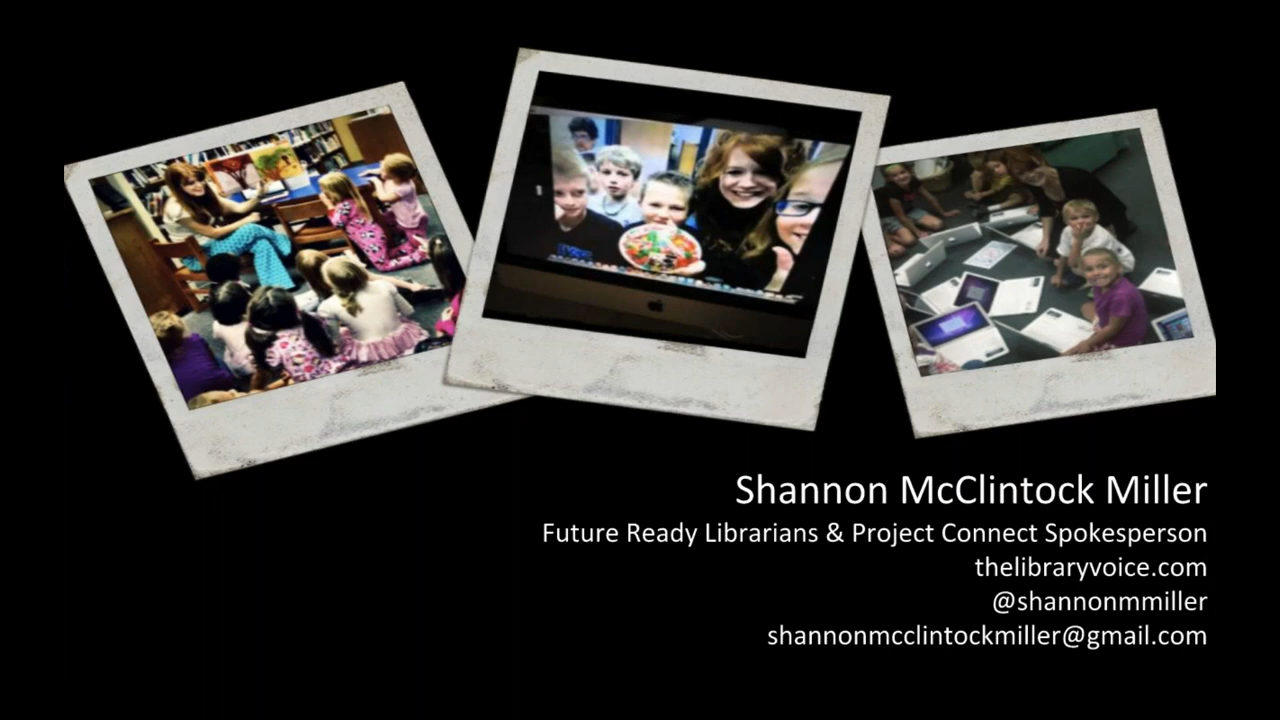 Shannon McClintock Miller
Future Ready Librarians & Project Connect Spokesperson
thelibraryvoice.com
@shannonmmiller
shannonmcclintockmiller@gmail.com